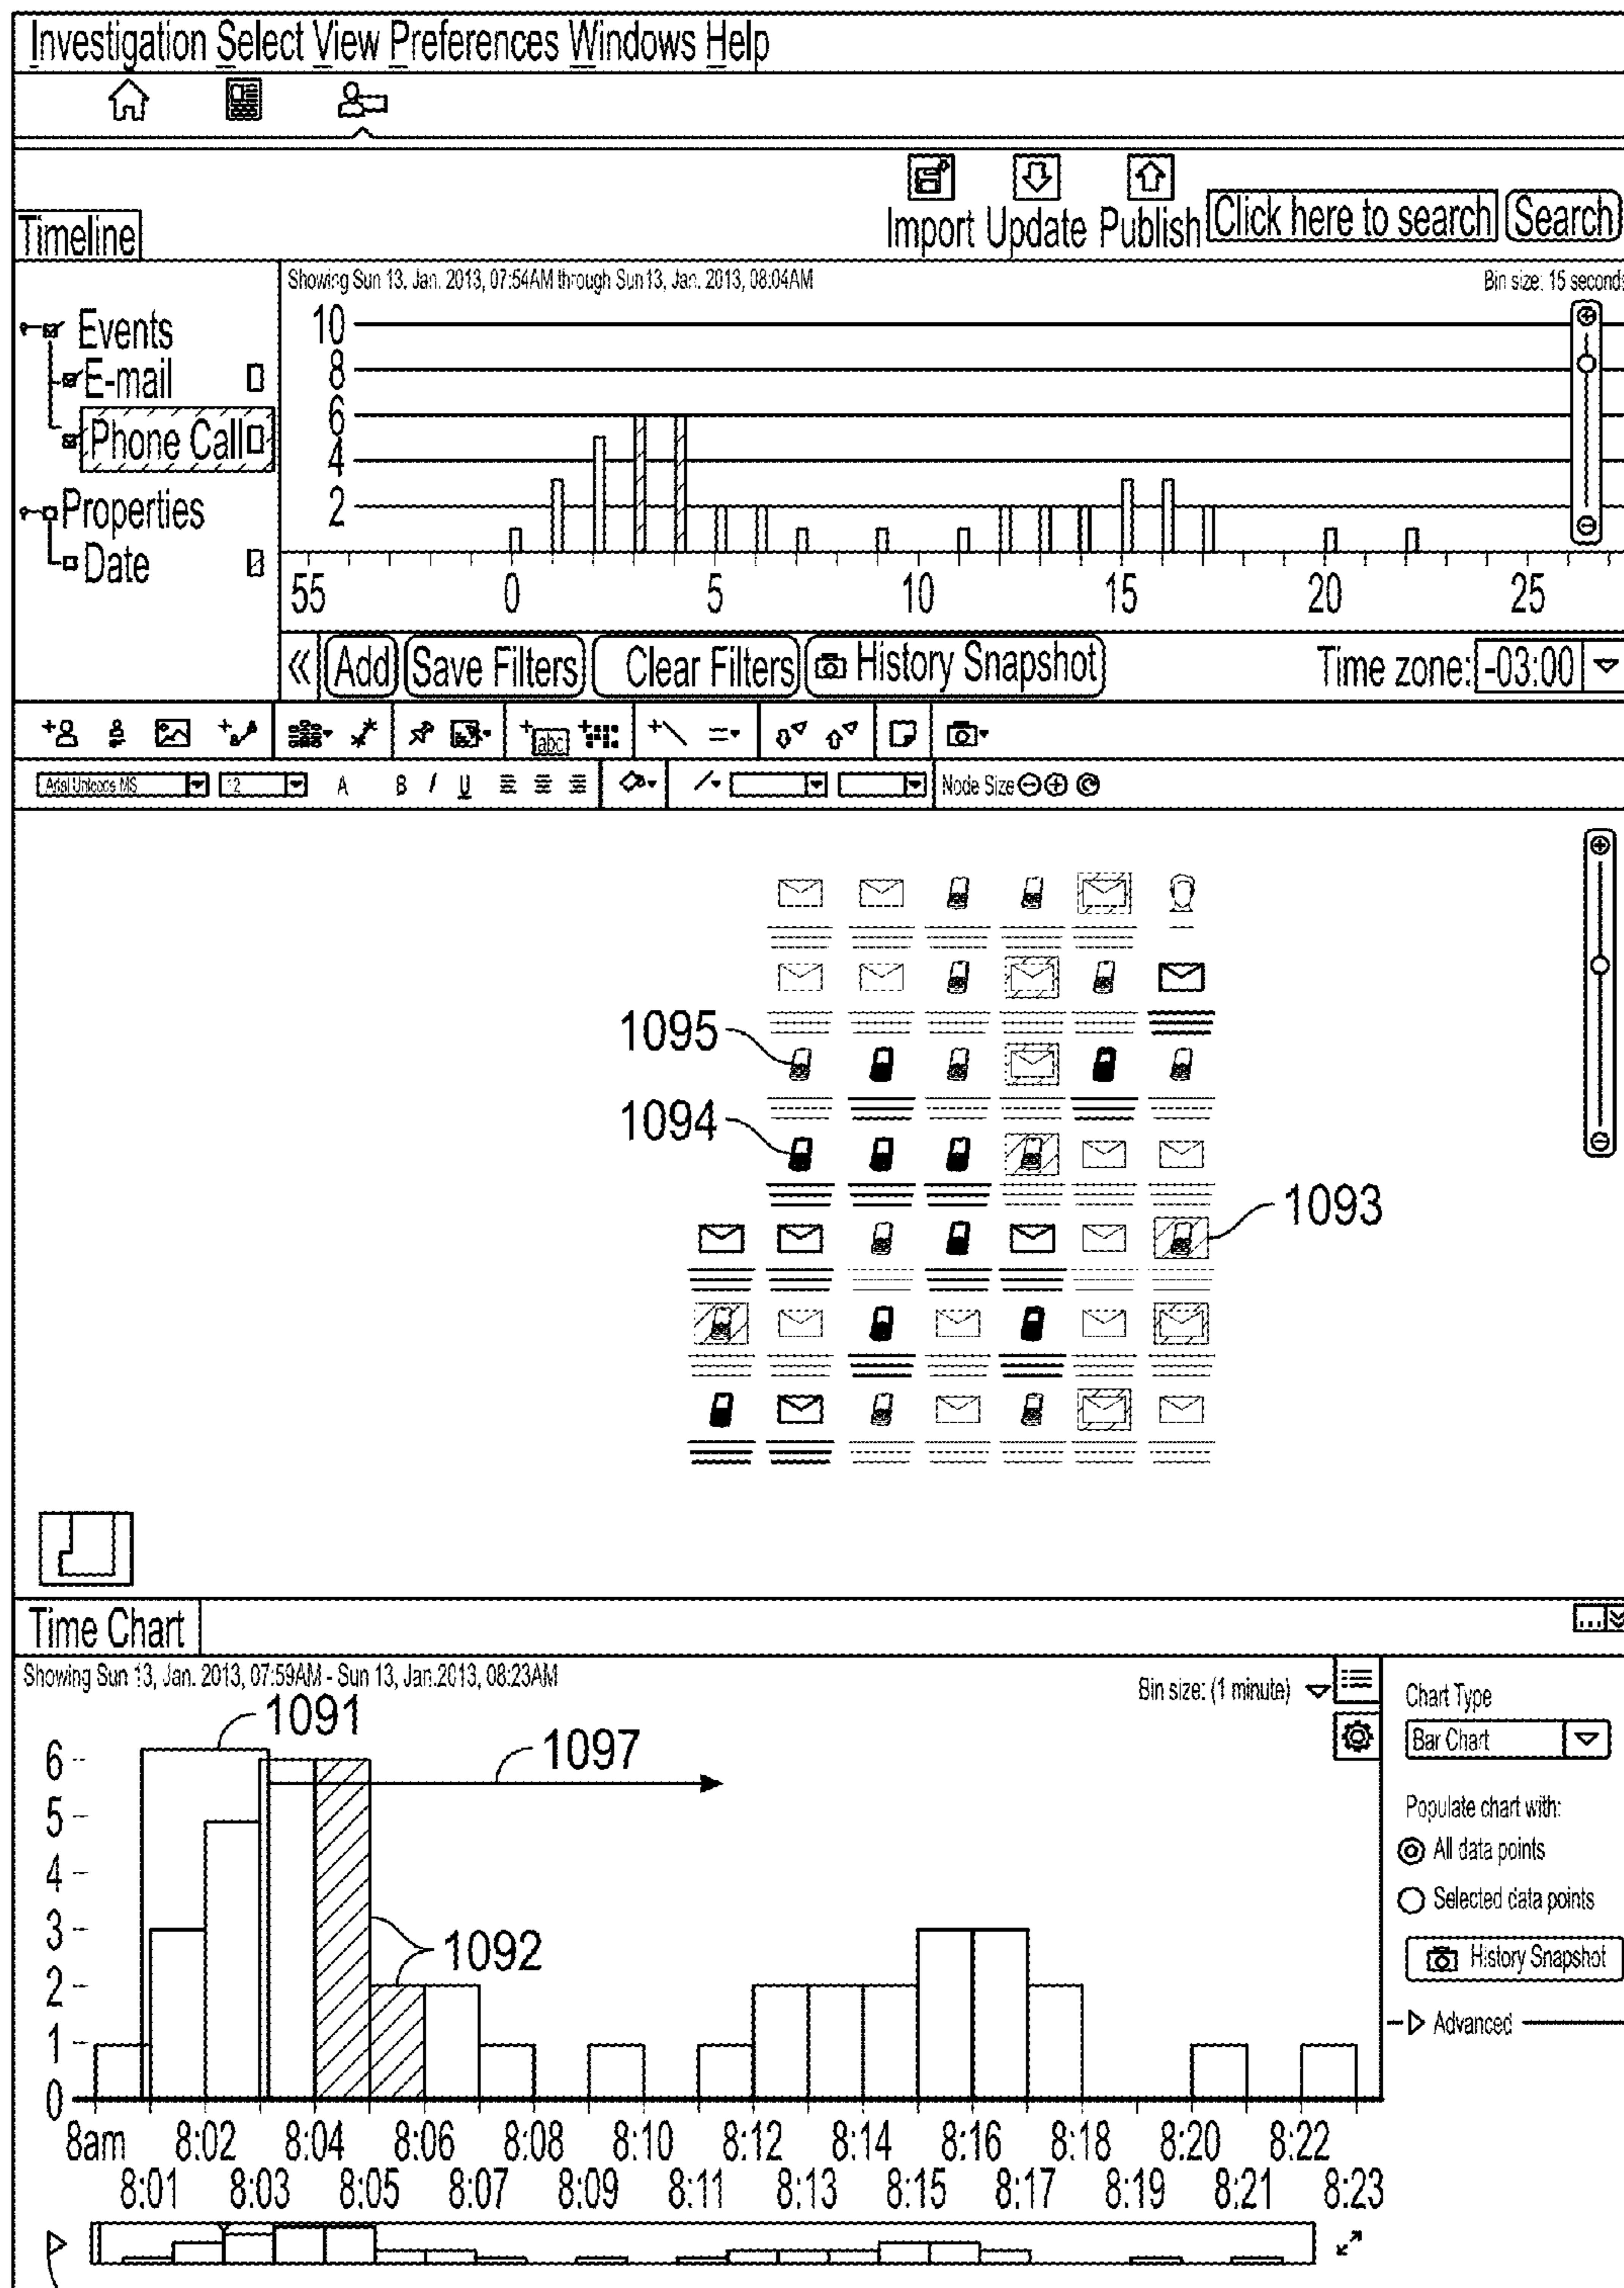 Investigation Select View Preferences Windows Help
Import Update Publish Click here to search Search
Timeline
Showing Sun 13, Jan. 2013, 07:54AM through Sun13, Jan. 2013, 08:04AM
Bin size: 15 seconds
Events
E-mail
Phone Call
Properties
Date
10
8
6
4
2
55 0 5 10 15 20 25
« Add Save Filters Clear Filters History Snapshot Time zone: -03:00
abc
Arial Unicode MS 12 A B I U Node Size
1095
1094
1093
Time Chart
Showing Sun 13, Jan. 2013, 07:59AM - Sun 13, Jan.2013, 08:23AM
Bin size: (1 minute)
1091
1097
1092
6
5
4
3
2
1
0
8am 8:02 8:04 8:06 8:08 8:10 8:12 8:14 8:16 8:18 8:20 8:22
8:01 8:03 8:05 8:07 8:09 8:11 8:13 8:15 8:17 8:19 8:21 8:23
Chart Type
Bar Chart
Populate chart with:
All data points
Selected data points
History Snapshot
Advanced